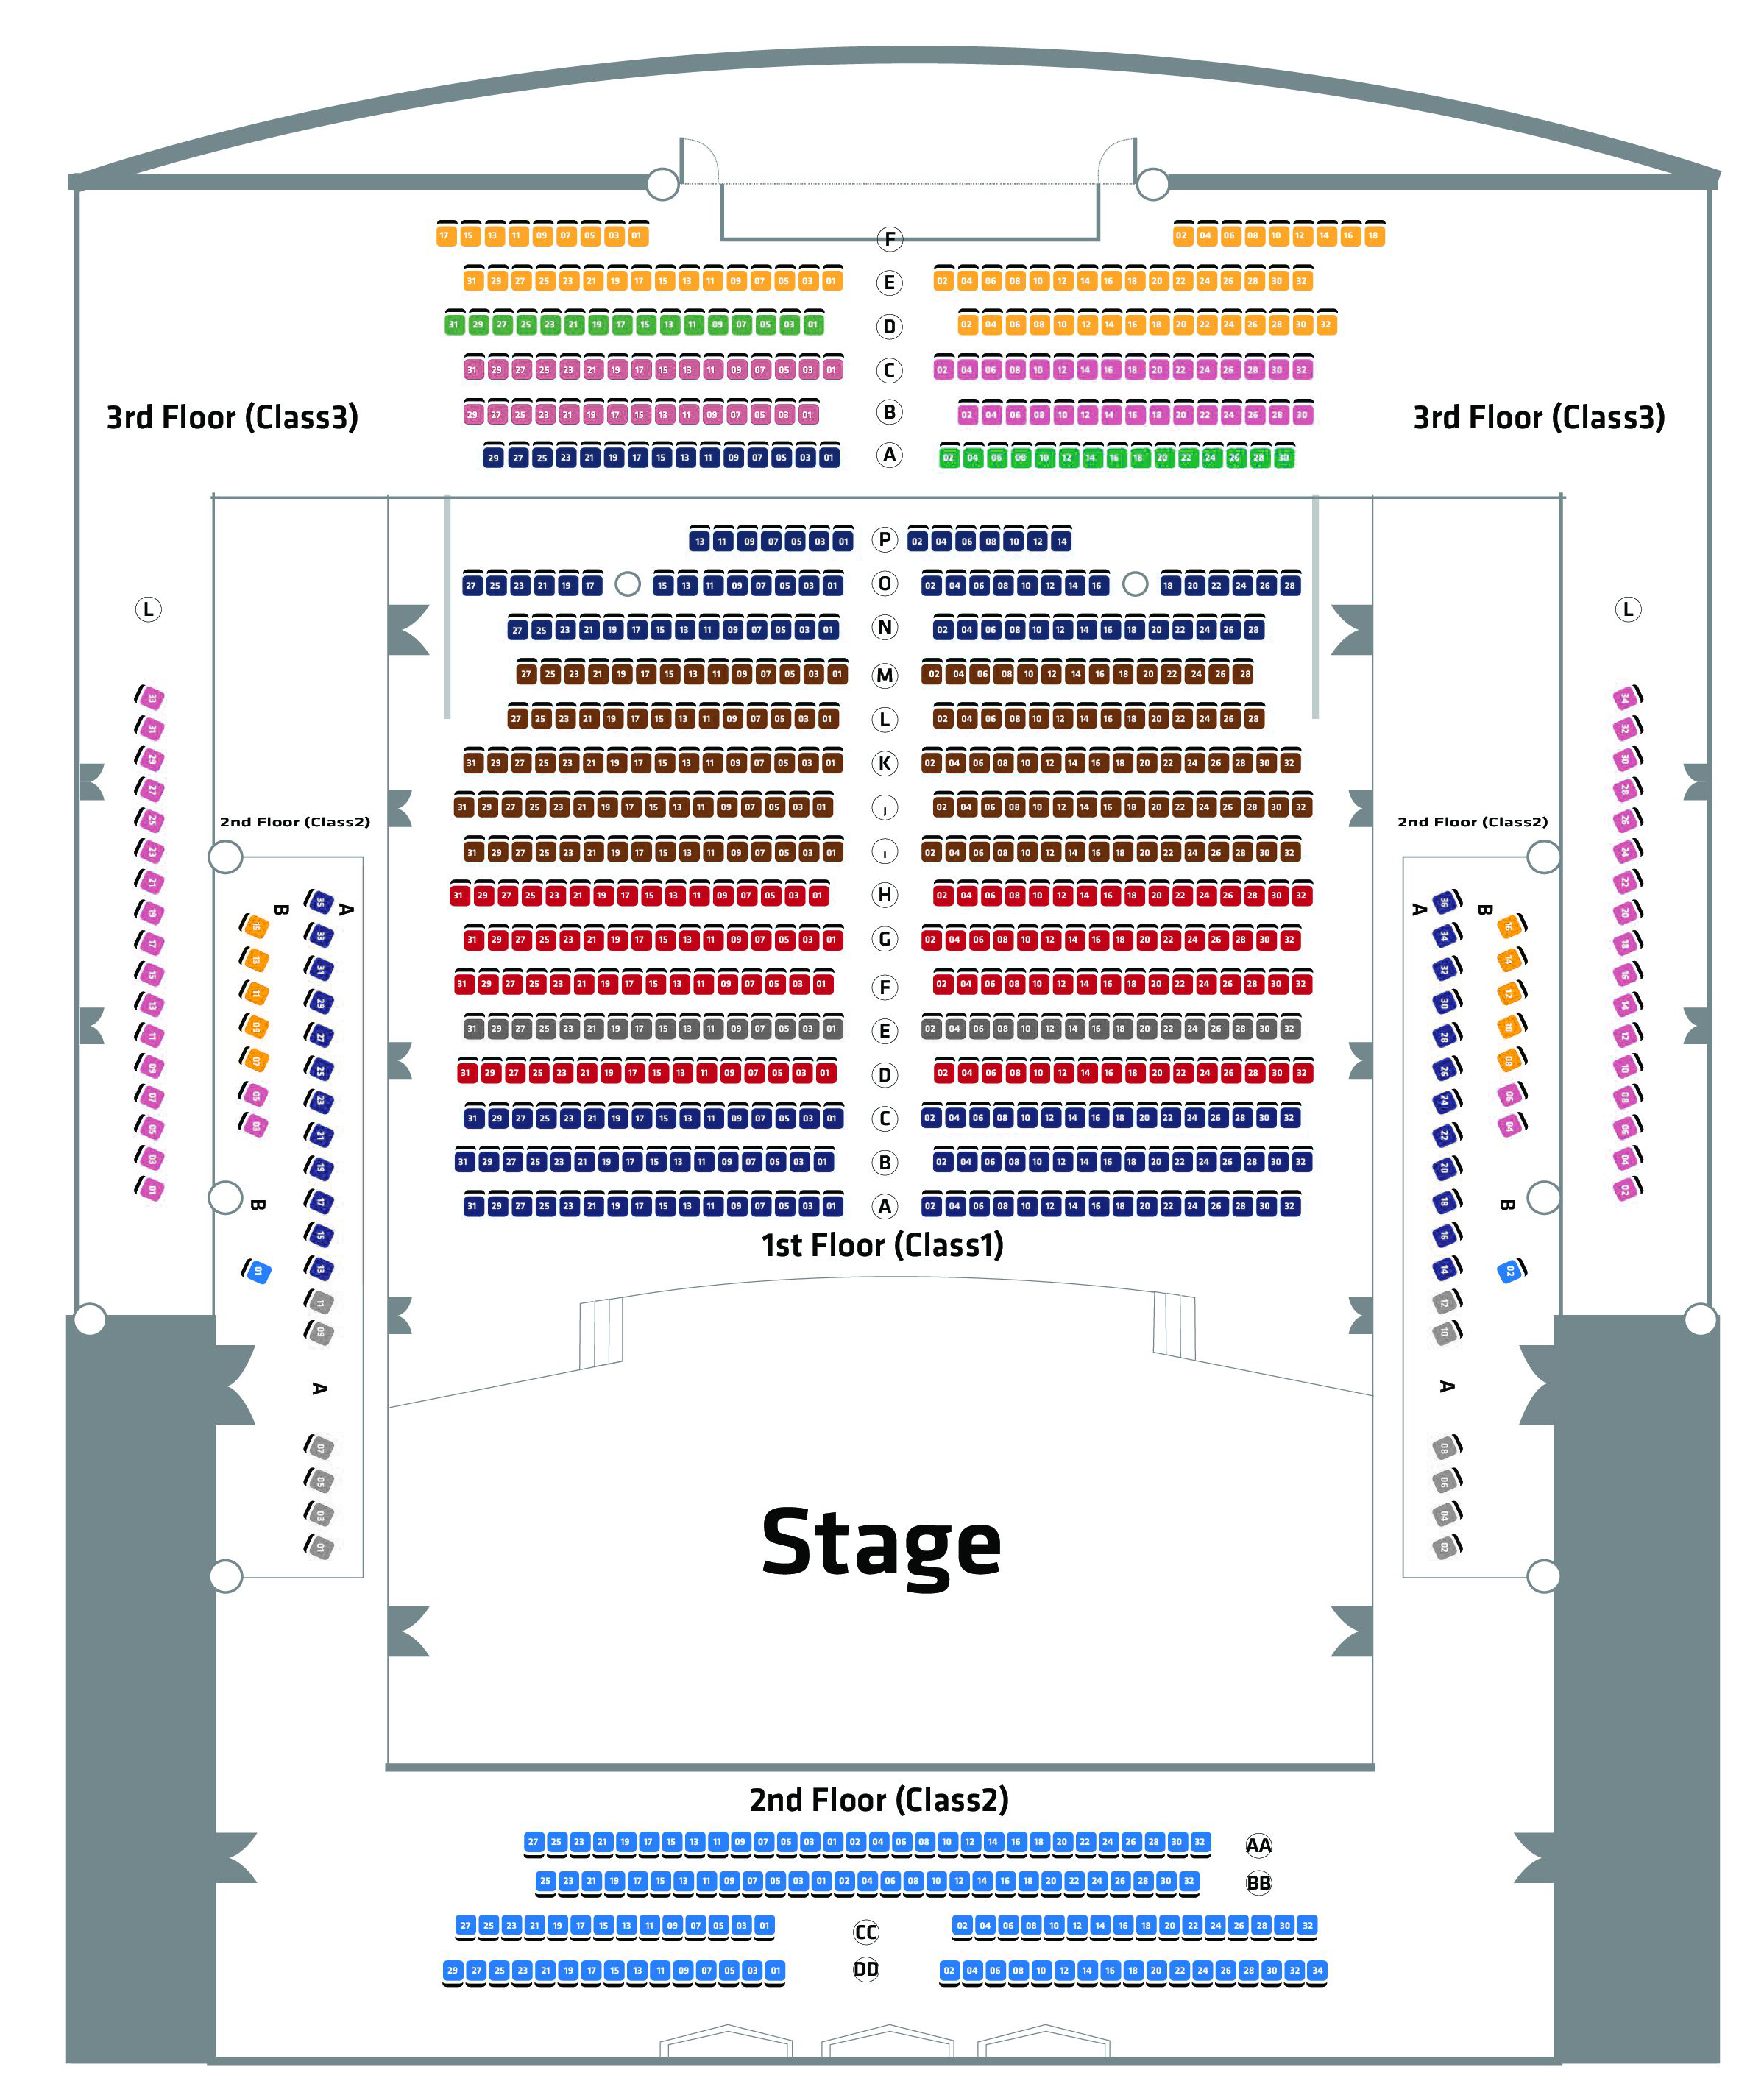 17 15 13 11 09 07 05 03 01 F 02 04 06 08 10 12 14 16 18
31 29 27 25 23 21 19 17 15 13 11 09 07 05 03 01 E 02 04 06 08 10 12 14 16 18 20 22 24 26 28 30 32
31 29 27 25 23 21 19 17 15 13 11 09 07 05 03 01 D 02 04 06 08 10 12 14 16 18 20 22 24 26 28 30 32
31 29 27 25 23 21 19 17 15 13 11 09 07 05 03 01 C 02 04 06 08 10 12 14 16 18 20 22 24 26 28 30 32
3rd Floor (Class3)
29 27 25 23 21 19 17 15 13 11 09 07 05 03 01 B 02 04 06 08 10 12 14 16 18 20 22 24 26 28 30
3rd Floor (Class3)
29 27 25 23 21 19 17 15 13 11 09 07 05 03 01 A 02 04 06 08 10 12 14 16 18 20 22 24 26 28 30
13 11 09 07 05 03 01 P 02 04 06 08 10 12 14
27 25 23 21 19 17 15 13 11 09 07 05 03 01 O 02 04 06 08 10 12 14 16 18 20 22 24 26 28
27 25 23 21 19 17 15 13 11 09 07 05 03 01 N 02 04 06 08 10 12 14 16 18 20 22 24 26 28
27 25 23 21 19 17 15 13 11 09 07 05 03 01 M 02 04 06 08 10 12 14 16 18 20 22 24 26 28
27 25 23 21 19 17 15 13 11 09 07 05 03 01 L 02 04 06 08 10 12 14 16 18 20 22 24 26 28
31 29 27 25 23 21 19 17 15 13 11 09 07 05 03 01 K 02 04 06 08 10 12 14 16 18 20 22 24 26 28 30 32
31 29 27 25 23 21 19 17 15 13 11 09 07 05 03 01 J 02 04 06 08 10 12 14 16 18 20 22 24 26 28 30 32
31 29 27 25 23 21 19 17 15 13 11 09 07 05 03 01 I 02 04 06 08 10 12 14 16 18 20 22 24 26 28 30 32
31 29 27 25 23 21 19 17 15 13 11 09 07 05 03 01 H 02 04 06 08 10 12 14 16 18 20 22 24 26 28 30 32
31 29 27 25 23 21 19 17 15 13 11 09 07 05 03 01 G 02 04 06 08 10 12 14 16 18 20 22 24 26 28 30 32
31 29 27 25 23 21 19 17 15 13 11 09 07 05 03 01 F 02 04 06 08 10 12 14 16 18 20 22 24 26 28 30 32
31 29 27 25 23 21 19 17 15 13 11 09 07 05 03 01 E 02 04 06 08 10 12 14 16 18 20 22 24 26 28 30 32
31 29 27 25 23 21 19 17 15 13 11 09 07 05 03 01 D 02 04 06 08 10 12 14 16 18 20 22 24 26 28 30 32
31 29 27 25 23 21 19 17 15 13 11 09 07 05 03 01 C 02 04 06 08 10 12 14 16 18 20 22 24 26 28 30 32
31 29 27 25 23 21 19 17 15 13 11 09 07 05 03 01 B 02 04 06 08 10 12 14 16 18 20 22 24 26 28 30 32
31 29 27 25 23 21 19 17 15 13 11 09 07 05 03 01 A 02 04 06 08 10 12 14 16 18 20 22 24 26 28 30 32
1st Floor (Class1)
L
33 31 29 27 25 23 21 19 17 15 13 11 09 07 05 03 01
2nd Floor (Class2)
B
15 13 11 09 07 05 03
B
01
A
35 33 31 29 27 25 23 21 19 17 15 13 11 09
A
07 05 03 01
2nd Floor (Class2)
A
36 34 32 30 28 26 24 22 20 18 16 14 12 10
A
08 06 04 02
B
16 14 12 10 08 06 04
B
02
L
34 32 30 28 26 24 22 20 18 16 14 12 10 08 06 04 02
Stage
2nd Floor (Class2)
27 25 23 21 19 17 15 13 11 09 07 05 03 01 02 04 06 08 10 12 14 16 18 20 22 24 26 28 30 32 AA
25 23 21 19 17 15 13 11 09 07 05 03 01 02 04 06 08 10 12 14 16 18 20 22 24 26 28 30 32 BB
27 25 23 21 19 17 15 13 11 09 07 05 03 01 CC 02 04 06 08 10 12 14 16 18 20 22 24 26 28 30 32
29 27 25 23 21 19 17 15 13 11 09 07 05 03 01 DD 02 04 06 08 10 12 14 16 18 20 22 24 26 28 30 32 34